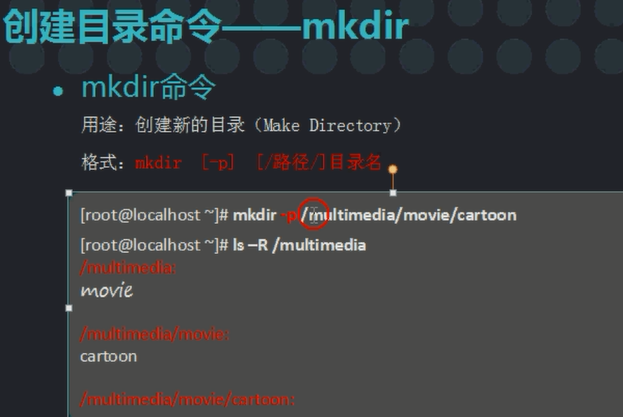 创建目录命令——mkdir
mkdir命令
用途：创建新的目录（Make Directory）
格式：mkdir [-p] [/路径/]目录名
[root@localhost ~]# mkdir -p /multimedia/movie/cartoon
[root@localhost ~]# ls –R /multimedia
/multimedia:
movie
/multimedia/movie:
cartoon
/multimedia/movie/cartoon: